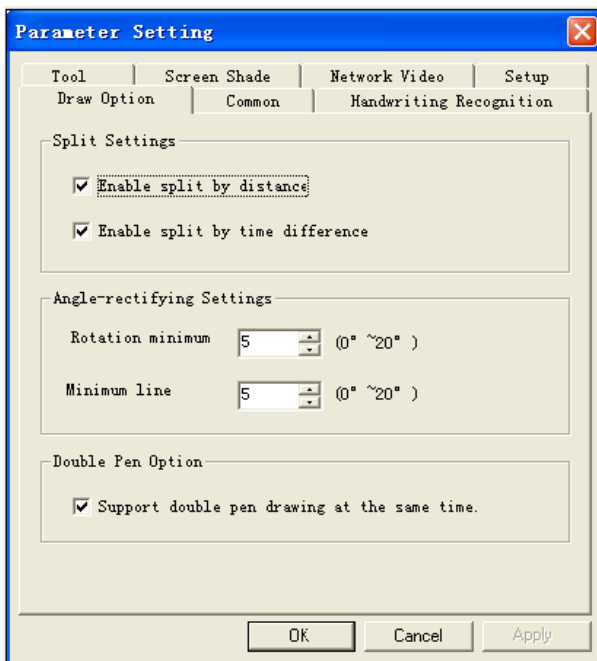 Parameter Setting
Tool Screen Shade Network Video Setup
Draw Option Common Handwriting Recognition
Split Settings
Enable split by distance
Enable split by time difference
Angle-rectifying Settings
Rotation minimum 5 (0° ~20° )
Minimum line 5 (0° ~20° )
Double Pen Option
Support double pen drawing at the same time.
OK Cancel Apply